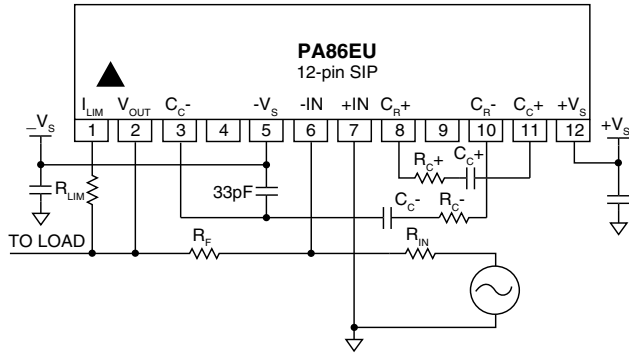 PA86EU
12-pin SIP
I_LIM V_OUT C_C- -V_S -IN +IN C_R+ C_R- C_C+ +V_S
1 2 3 4 5 6 7 8 9 10 11 12
_V_S
+V_S
R_C+ C_C+
R_LIM
33pF
C_C- R_C-
TO LOAD
R_F
R_IN